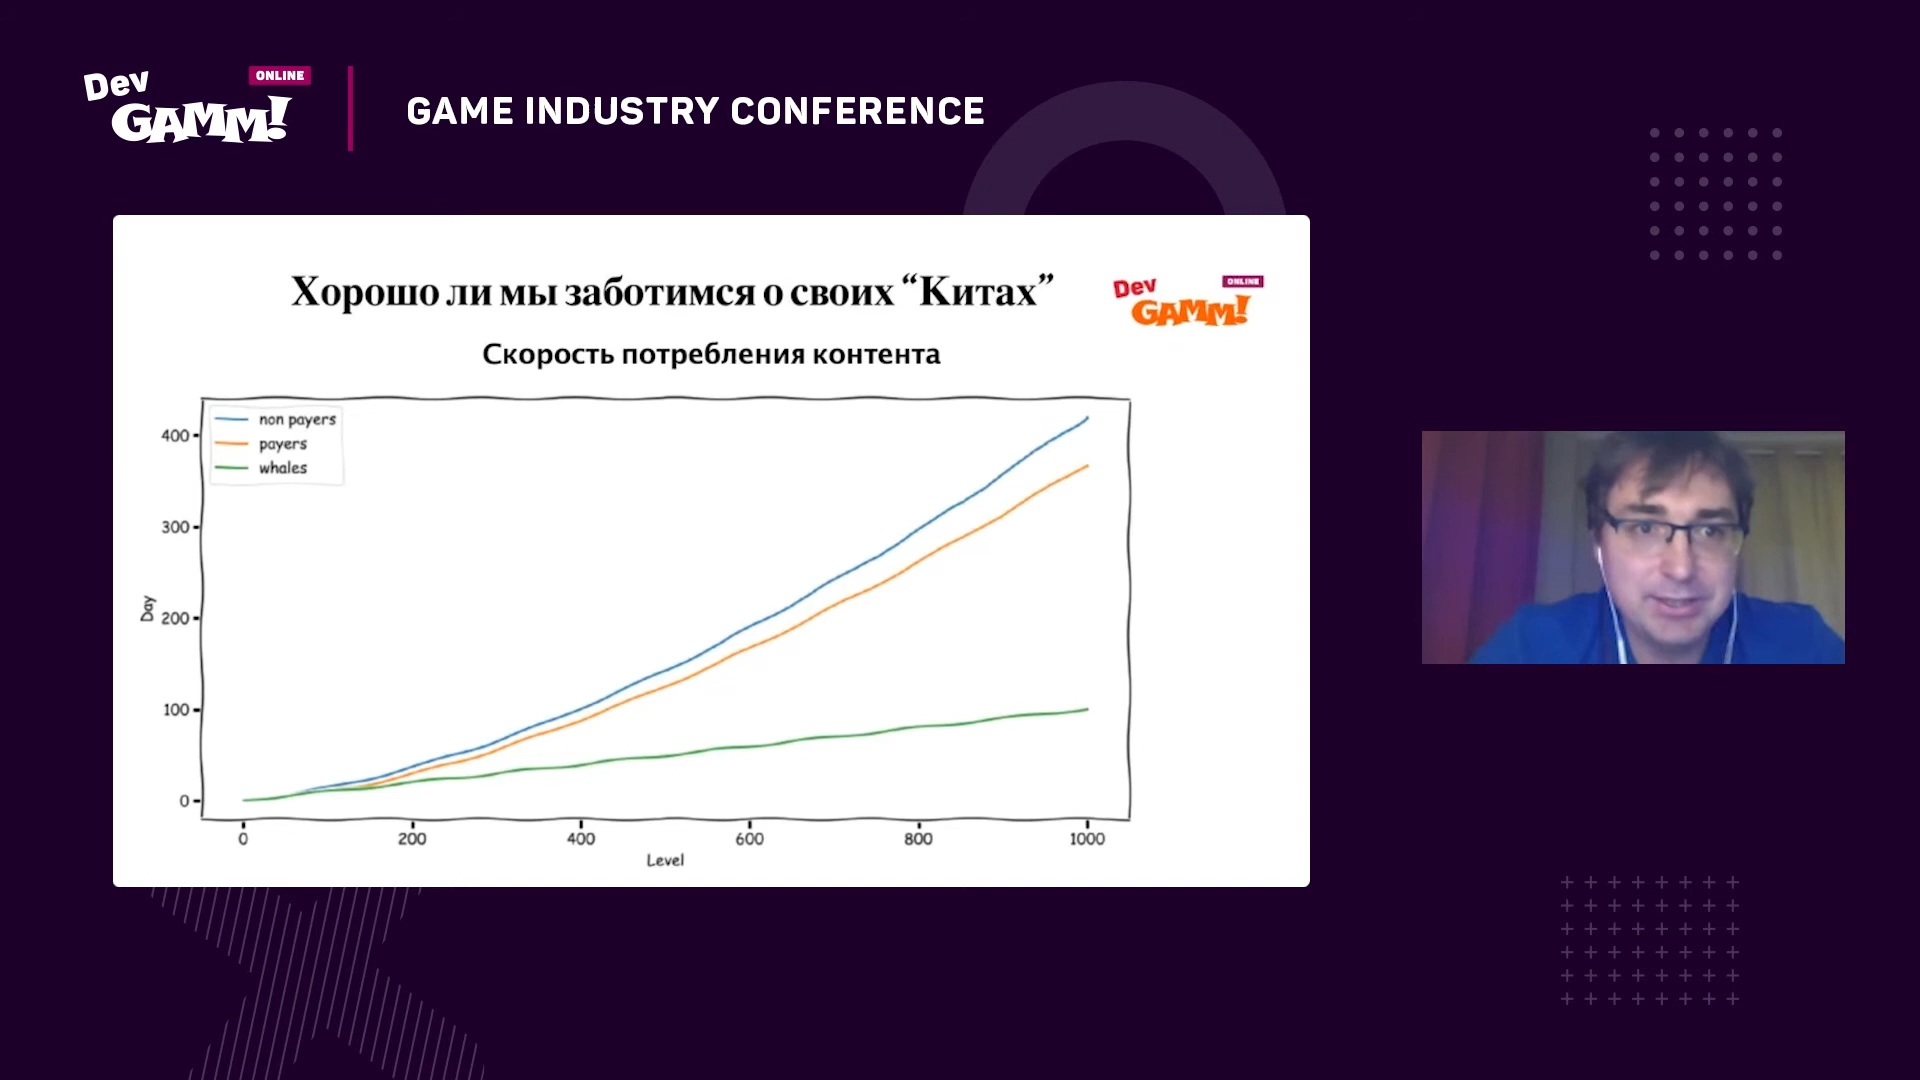 Dev
ONLINE
GAMM!
GAME INDUSTRY CONFERENCE
Хорошо ли мы заботимся о своих “Китах”
Dev
ONLINE
GAMM!
Скорость потребления контента
non payers
payers
whales
400
300
200
100
0
Day
0
200
400
600
800
1000
Level